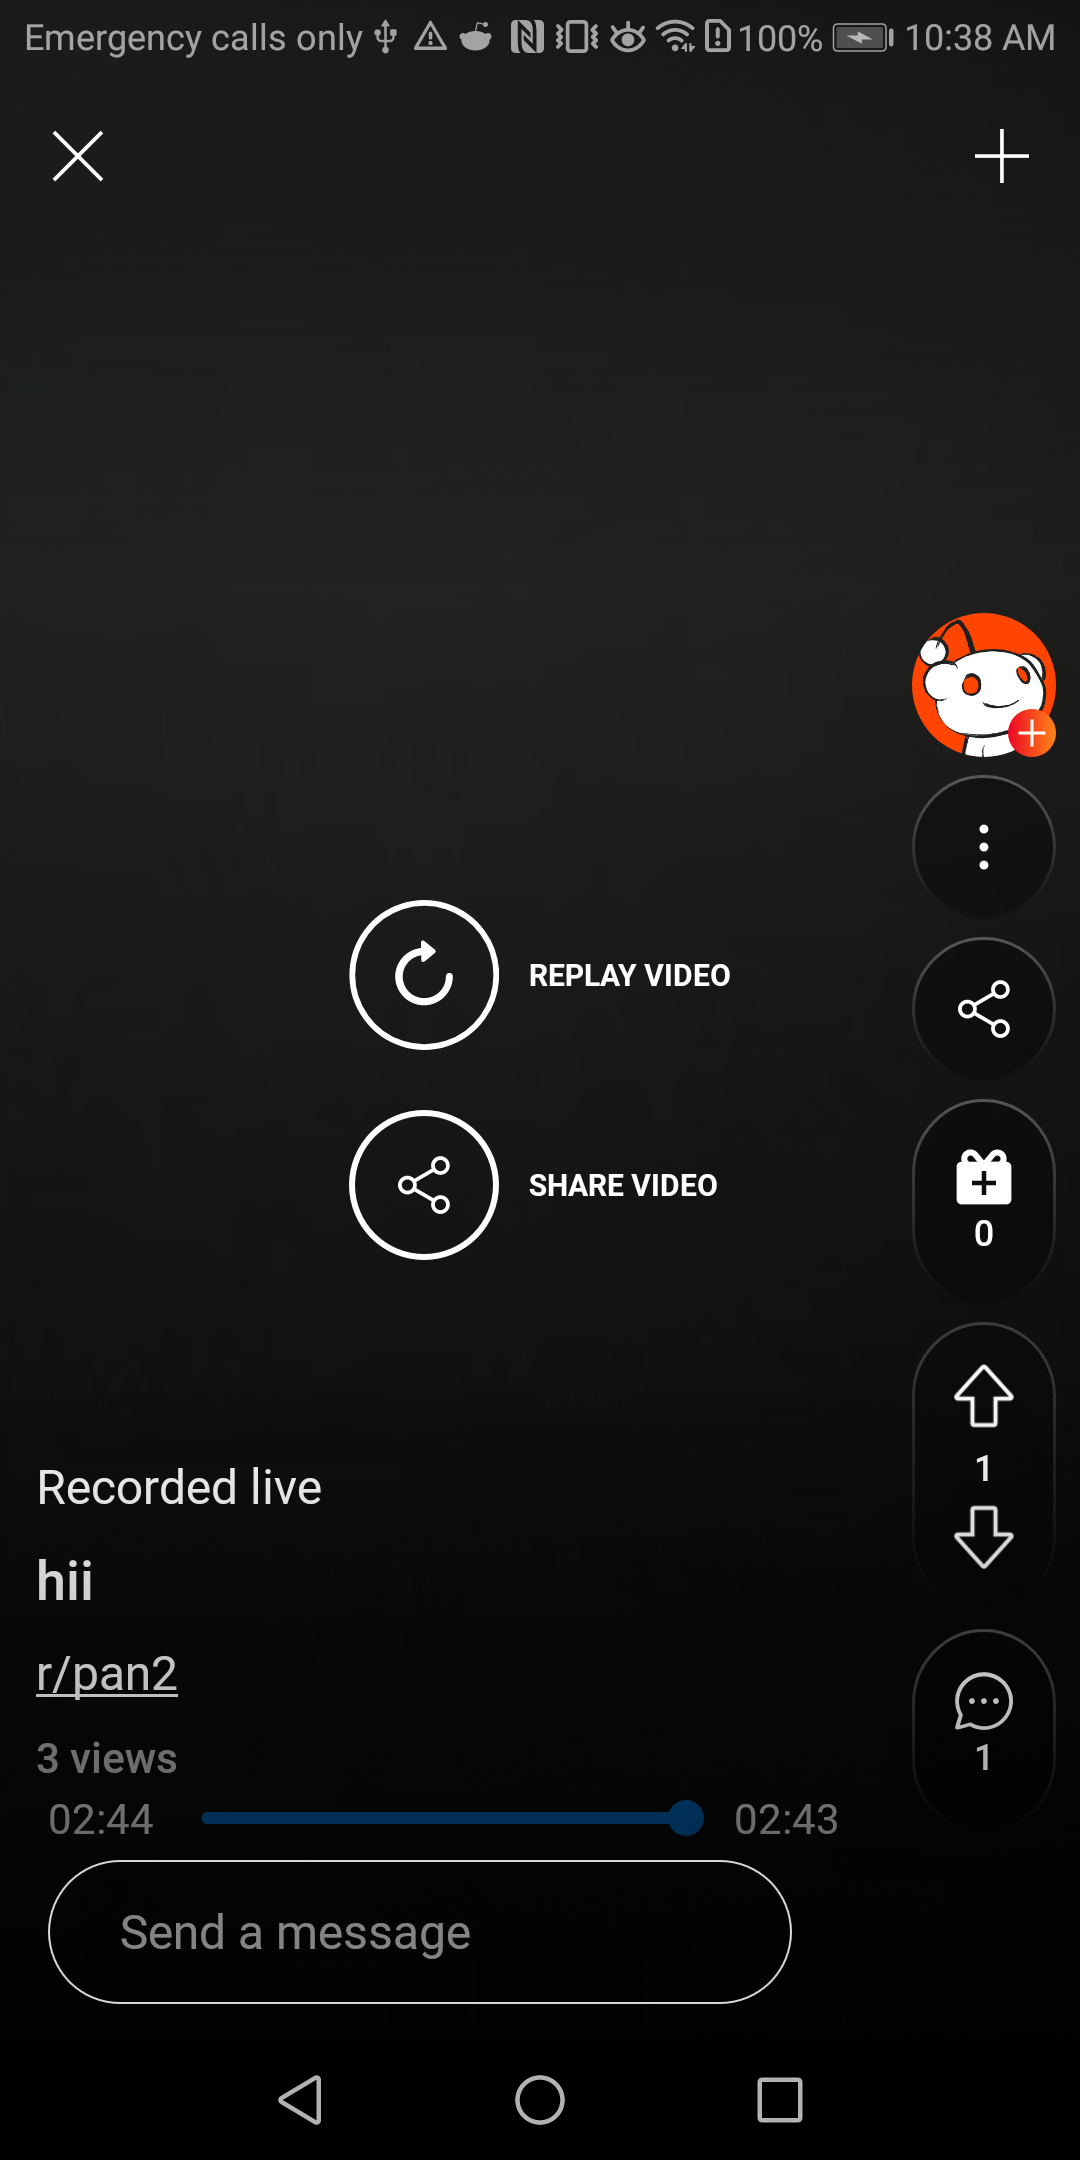 Emergency calls only 100% 10:38 AM
REPLAY VIDEO
SHARE VIDEO
0
1
Recorded live
hii
r/pan2
3 views
1
02:44 02:43
Send a message